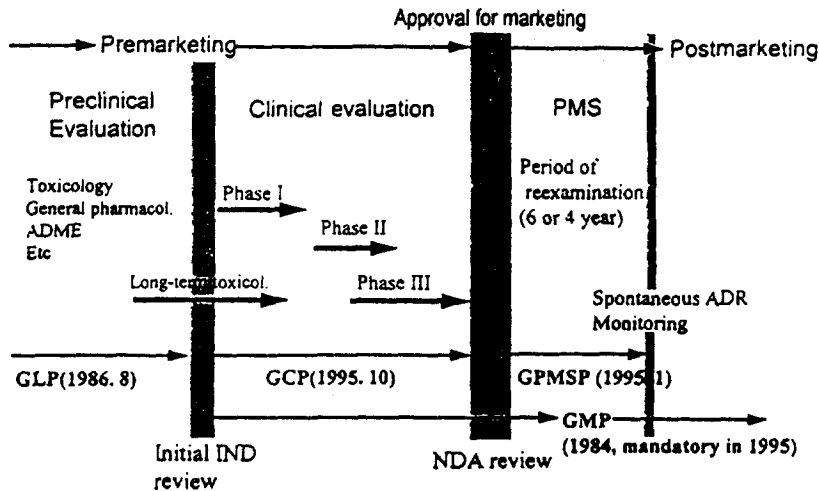 Approval for marketing
Premarketing
Postmarketing
Preclinical
Evaluation
Clinical evaluation
PMS
Toxicology
General pharmacol.
ADME
Etc
Phase I
Phase II
Period of
reexamination
(6 or 4 year)
Long-term toxicol.
Phase III
Spontaneous ADR
Monitoring
GLP(1986. 8)
GCP(1995. 10)
GPMSP (1995. 1)
GMP
(1984, mandatory in 1995)
Initial IND
review
NDA review